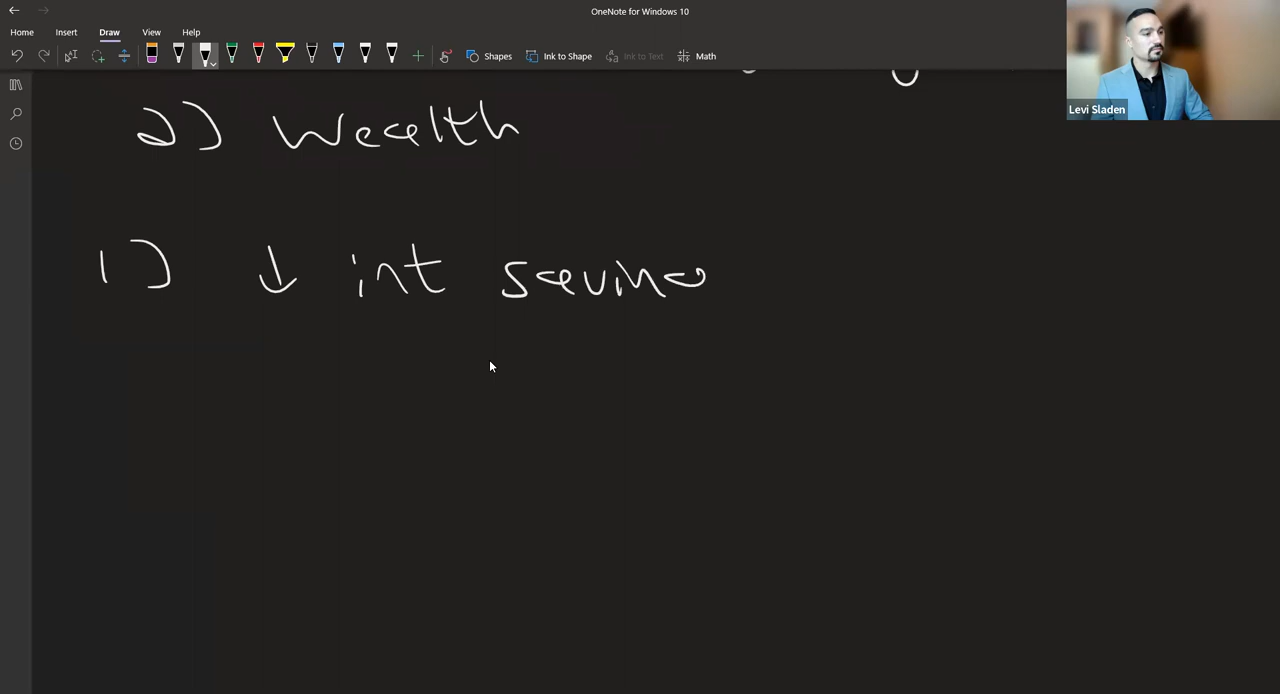 OneNote for Windows 10
Home Insert Draw View Help
Shapes Ink to Shape Ink to Text Math
Levi Sladen
2) Wealth
1) ↓ int saving